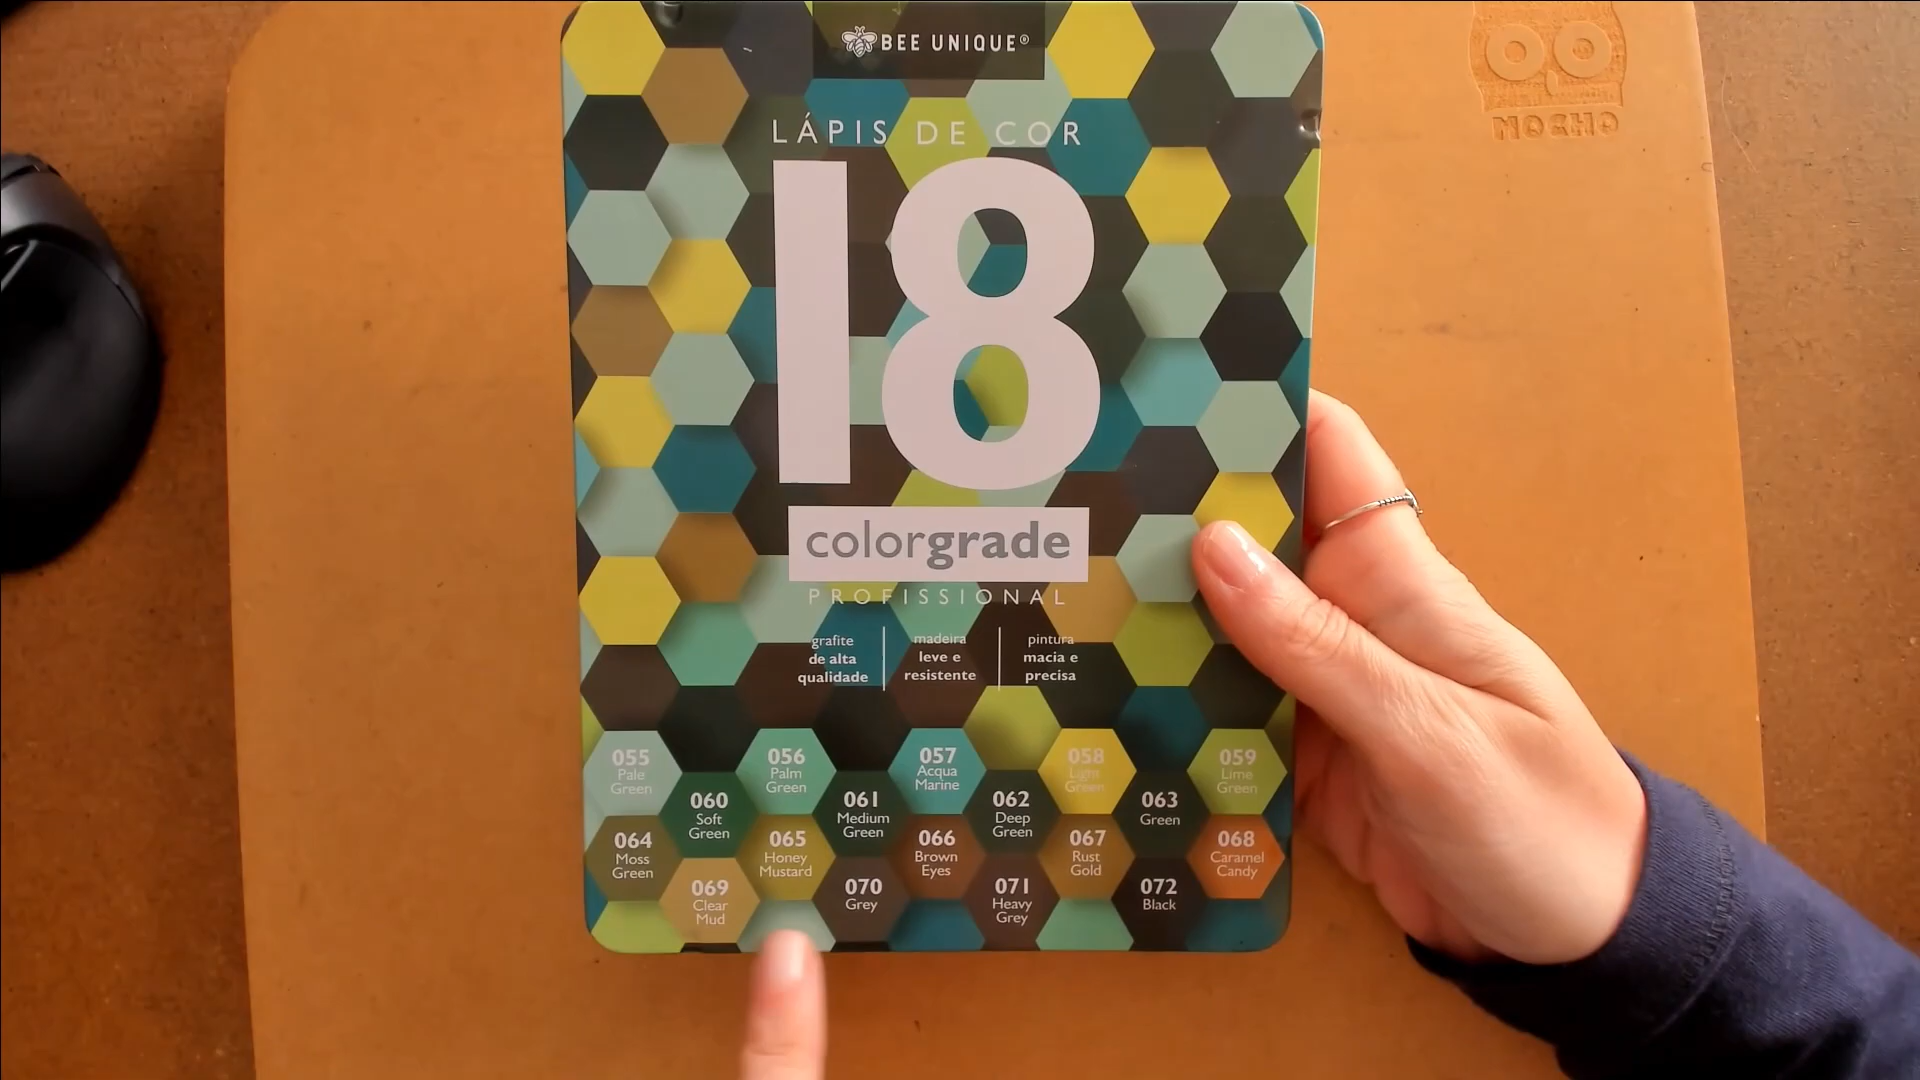 BEE UNIQUE®
MOCHO
LÁPIS DE COR
18
colorgrade
PROFISSIONAL
grafite
de alta
qualidade
madeira
leve e
resistente
pintura
macia e
precisa
055
Pale
Green
056
Palm
Green
057
Acqua
Marine
058
Light
Green
059
Lime
Green
060
Soft
Green
061
Medium
Green
062
Deep
Green
063
Green
064
Moss
Green
065
Honey
Mustard
066
Brown
Eyes
067
Rust
Gold
068
Caramel
Candy
069
Clear
Mud
070
Grey
071
Heavy
Grey
072
Black